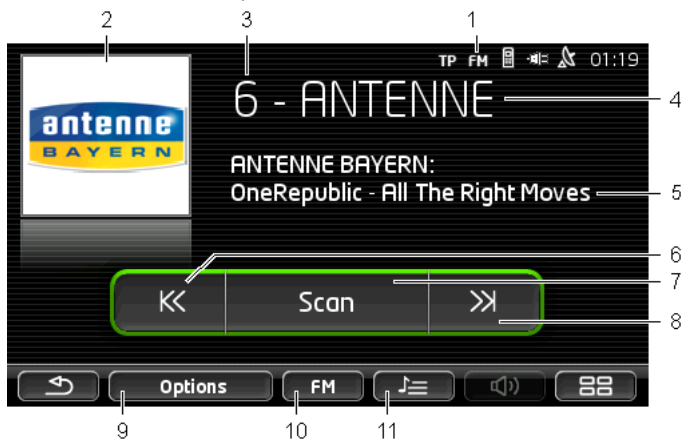 2 3 1
TP FM 01:19
6 - ANTENNE 4
antenne
BAYERN
ANTENNE BAYERN:
OneRepublic - All The Right Moves 5
6
7
Scan
8
Options FM
9 10 11